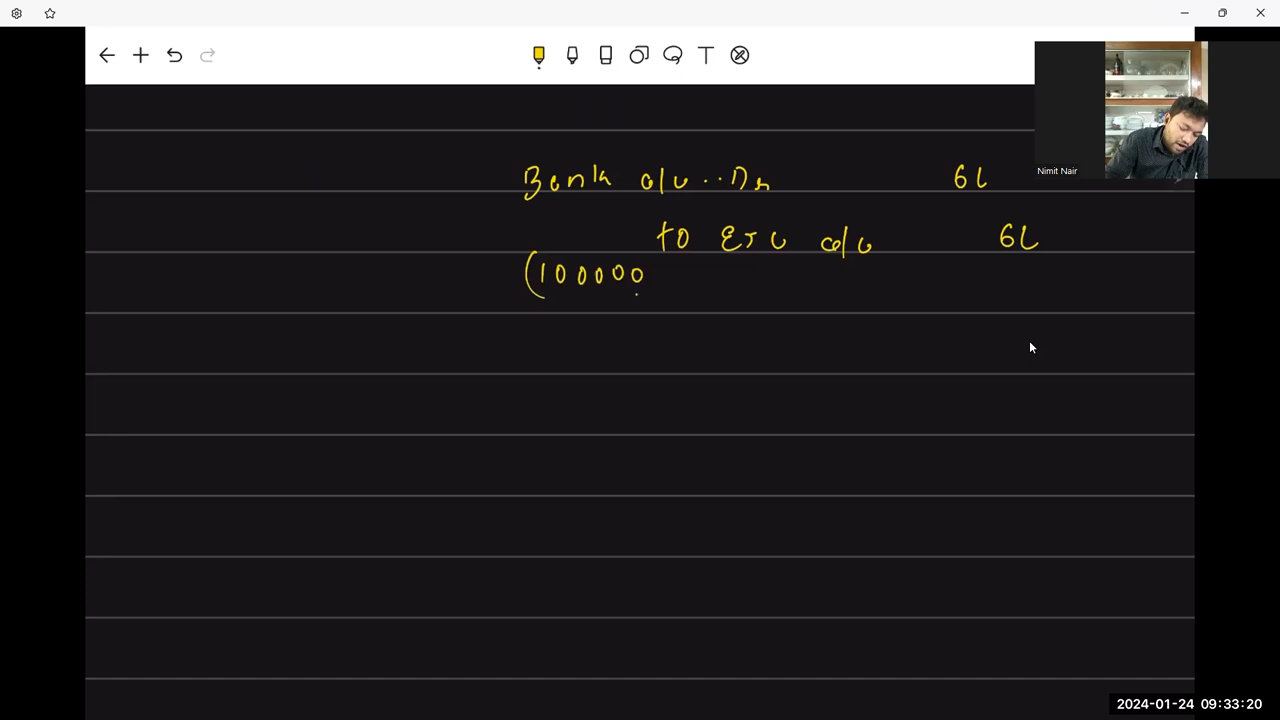 Bank a/c ..Dr 6L
to ESC a/c 6L
(100000
Nimit Nair
2024-01-24 09:33:20